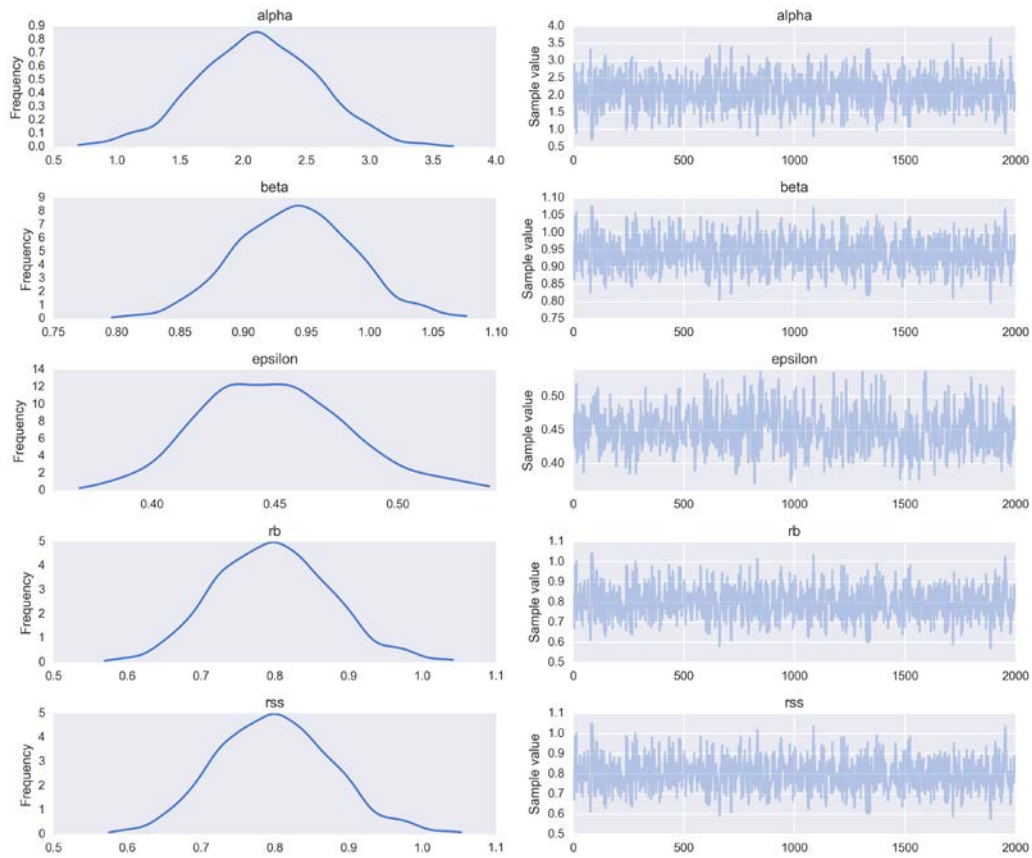 alpha
Frequency
0.9
0.8
0.7
0.6
0.5
0.4
0.3
0.2
0.1
0.0
0.5 1.0 1.5 2.0 2.5 3.0 3.5 4.0
alpha
Sample value
4.0
3.5
3.0
2.5
2.0
1.5
1.0
0.5
0 500 1000 1500 2000
beta
Frequency
9
8
7
6
5
4
3
2
1
0
0.75 0.80 0.85 0.90 0.95 1.00 1.05 1.10
beta
Sample value
1.10
1.05
1.00
0.95
0.90
0.85
0.80
0.75
0 500 1000 1500 2000
epsilon
Frequency
14
12
10
8
6
4
2
0
0.40 0.45 0.50
epsilon
Sample value
0.50
0.45
0.40
0 500 1000 1500 2000
rb
Frequency
5
4
3
2
1
0
0.5 0.6 0.7 0.8 0.9 1.0 1.1
rb
Sample value
1.1
1.0
0.9
0.8
0.7
0.6
0.5
0 500 1000 1500 2000
rss
Frequency
5
4
3
2
1
0
0.5 0.6 0.7 0.8 0.9 1.0 1.1
rss
Sample value
1.1
1.0
0.9
0.8
0.7
0.6
0.5
0 500 1000 1500 2000